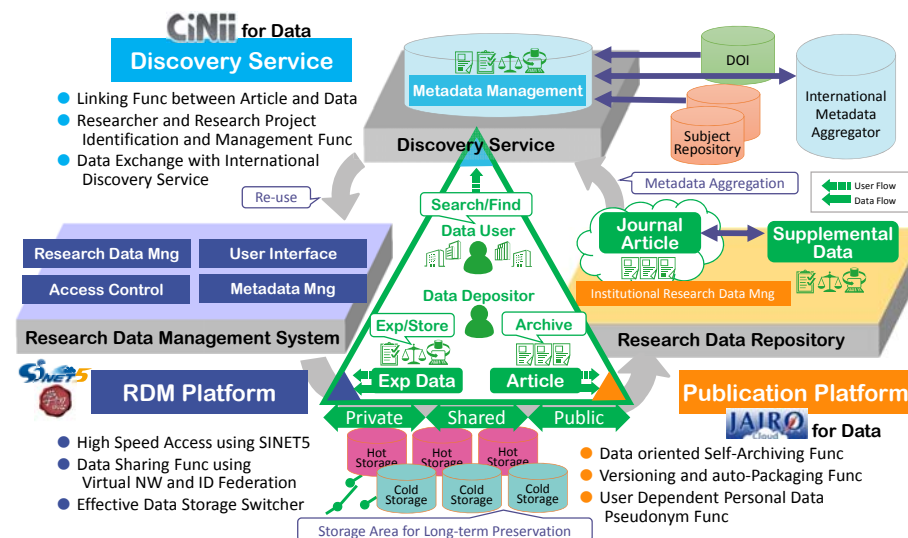 CiNii for Data
Discovery Service
Linking Func between Article and Data
Researcher and Research Project
Identification and Management Func
Data Exchange with International
Discovery Service
Metadata Management
Discovery Service
DOI
Subject
Repository
International
Metadata
Aggregator
Re-use
Metadata Aggregation
User Flow
Data Flow
Search/Find
Data User
Data Depositor
Exp/Store
Archive
Exp Data
Article
Research Data Mng
User Interface
Access Control
Metadata Mng
Research Data Management System
Journal
Article
Supplemental
Data
Institutional Research Data Mng
Research Data Repository
SINET5
RDM Platform
High Speed Access using SINET5
Data Sharing Func using
Virtual NW and ID Federation
Effective Data Storage Switcher
Private
Shared
Public
Hot
Storage
Hot
Storage
Hot
Storage
Cold
Storage
Cold
Storage
Cold
Storage
Storage Area for Long-term Preservation
Publication Platform
JAIRO
Cloud
for Data
Data oriented Self-Archiving Func
Versioning and auto-Packaging Func
User Dependent Personal Data
Pseudonym Func